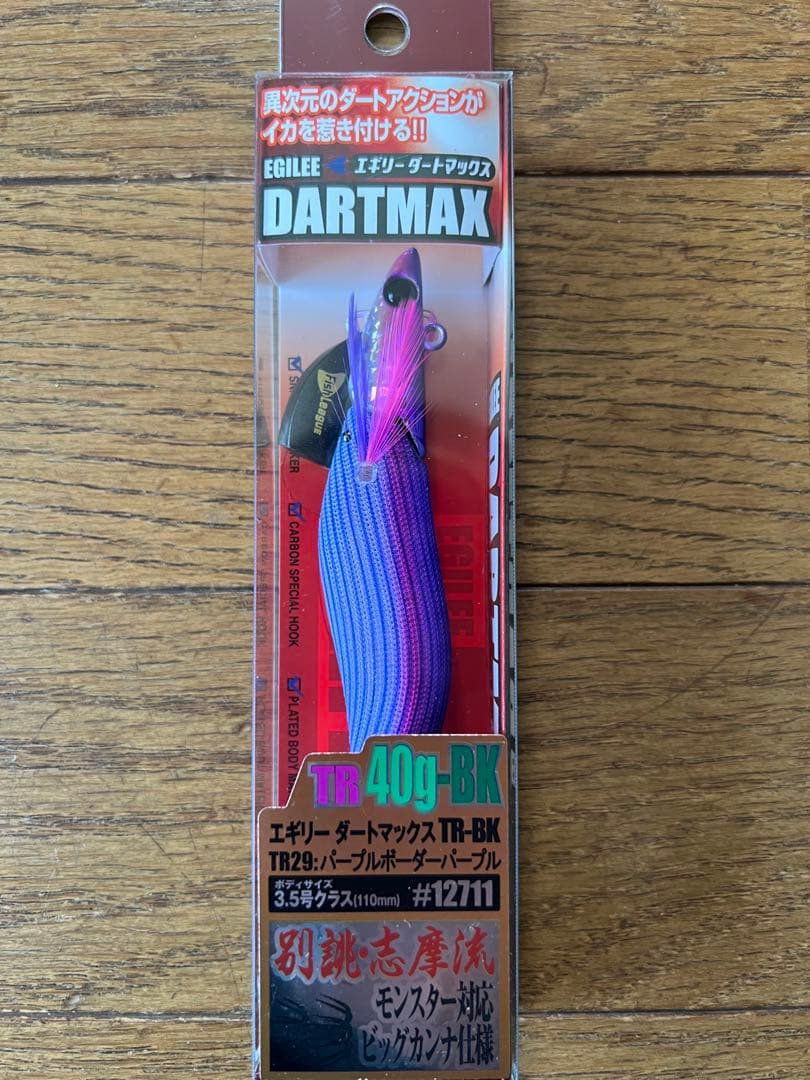 異次元のダートアクションが
イカを惹き付ける!!
EGILEE エギリーダートマックス
DARTMAX
Fish League
CARBON SPECIAL HOOK
PLATED BODY
EGILEE
TR 40g-BK
エギリー ダートマックス TR-BK
TR29:パープルボーダーパープル
ボディサイズ
3.5号クラス(110mm) #12711
別誂・志摩流
モンスター対応
ビッグカンナ仕様